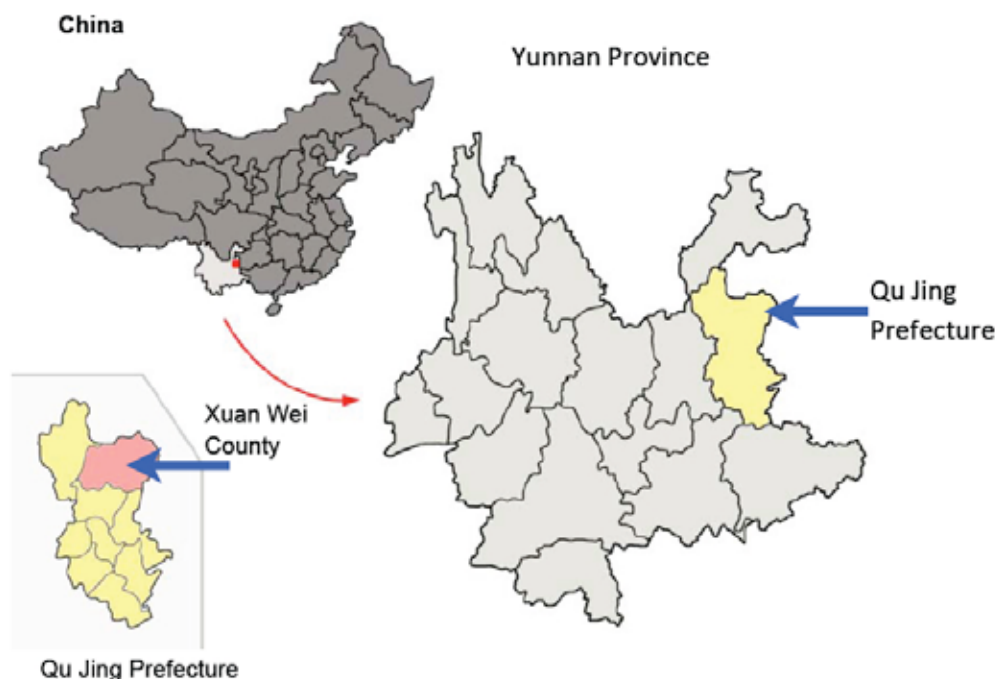 China
Yunnan Province
Qu Jing
Prefecture
Xuan Wei
County
Qu Jing Prefecture